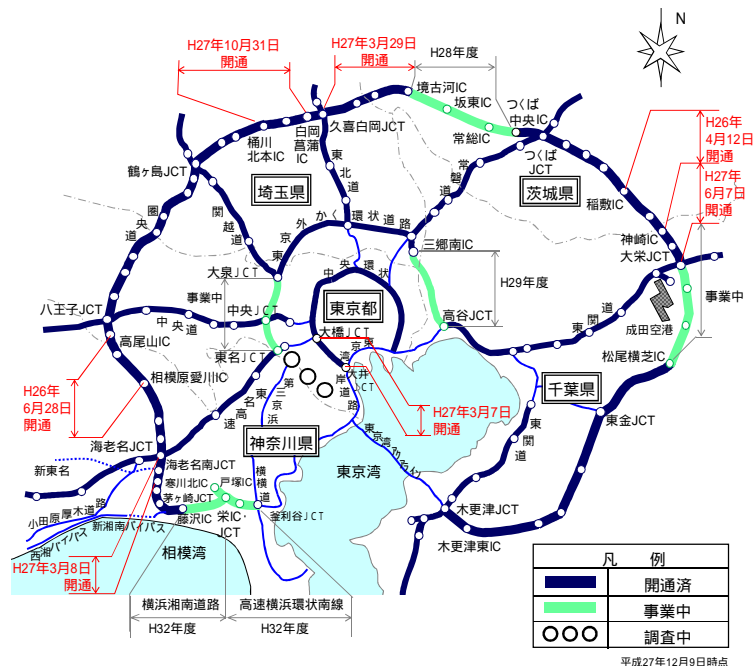 N
H27年10月31日
開通
H27年3月29日
開通
H28年度
境古河IC
坂東IC
常総IC
つくば
中央IC
つくば
JCT
H26年
4月12日
開通
H27年
6月7日
開通
白岡
菖蒲
IC
久喜白岡JCT
桶川
北本IC
鶴ヶ島JCT
東北道
常磐道
埼玉県
茨城県
稲敷IC
神崎IC
大栄JCT
圏央道
関越道
東京外かく環状道路
三郷南IC
大泉JCT
中央環状
H29年度
事業中
八王子JCT
事業中
中央JCT
中央道
東京都
高谷JCT
東関道
成田空港
高尾山IC
東名JCT
大橋JCT
松尾横芝IC
H26年
6月28日
開通
相模原愛川IC
東名高速
第三京浜
東京湾岸道路
大井
JCT
H27年3月7日
開通
千葉県
東金JCT
海老名JCT
神奈川県
東関道
新東名
海老名南JCT
東京湾
東京湾アクアライン
寒川北IC
戸塚IC
横横道
茅ヶ崎JCT
木更津JCT
小田原厚木道路
新湘南バイパス
藤沢IC
栄IC・
JCT
釜利谷JCT
木更津東IC
西湘バイパス
相模湾
H27年3月8日
開通
横浜湘南道路
高速横浜環状南線
H32年度
H32年度
凡　例
開通済
事業中
調査中
平成27年12月9日時点